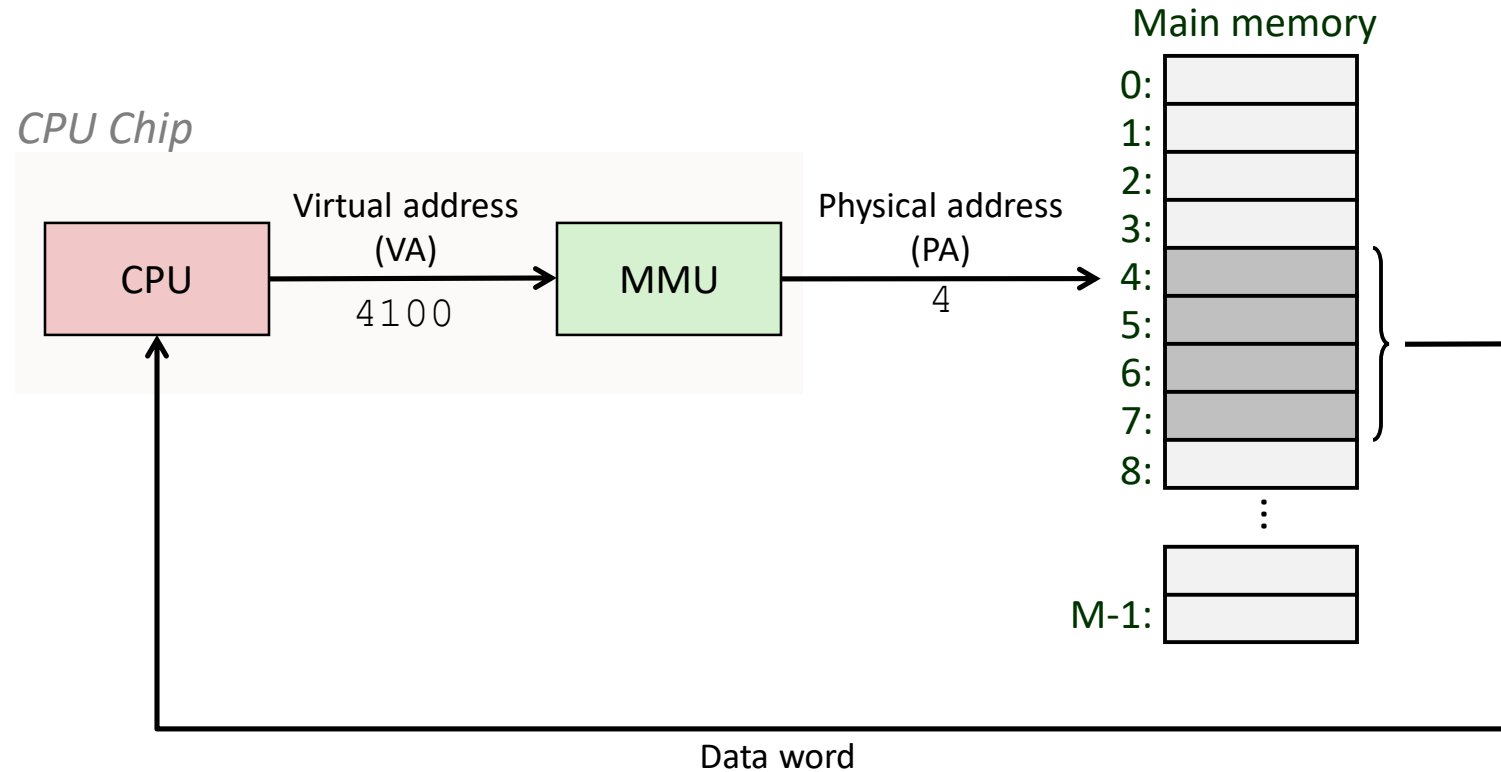 Main memory
0:
CPU Chip
1:
2:
Virtual address
(VA)
Physical address
(PA)
3:
CPU
4100
MMU
4
4:
5:
6:
7:
8:
...
M-1:
Data word